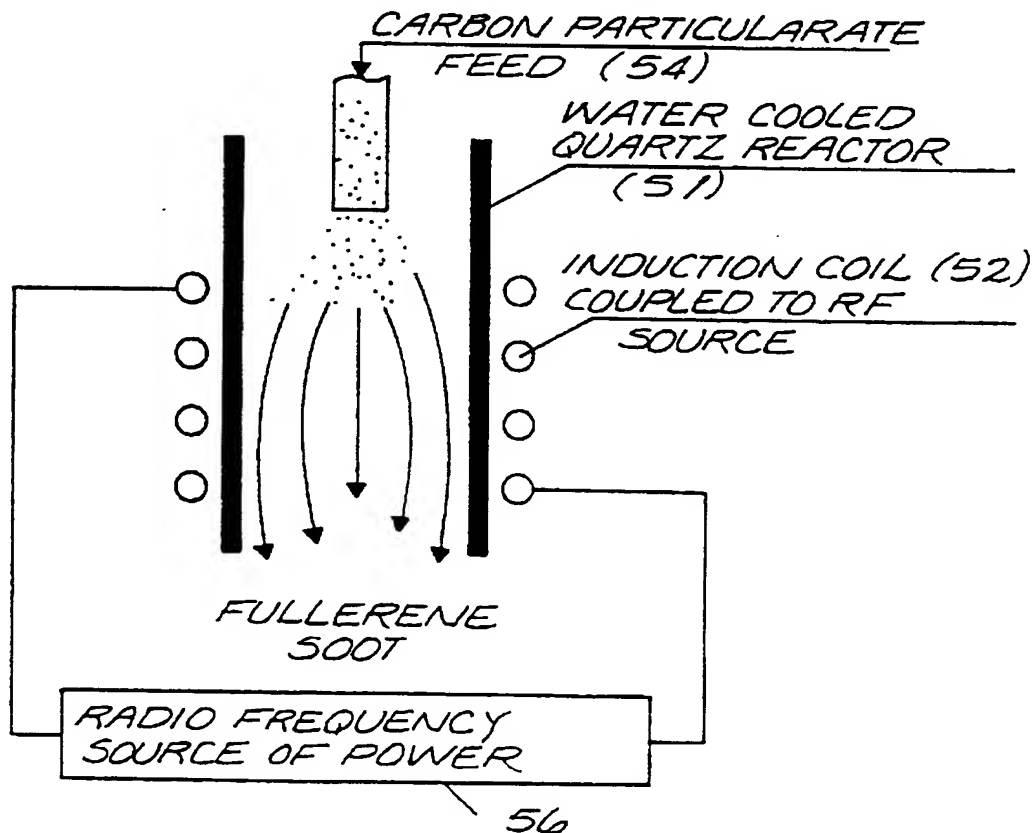 CARBON PARTICULARATE
FEED (54)
WATER COOLED
QUARTZ REACTOR
(51)
INDUCTION COIL (52)
COUPLED TO RF
SOURCE
FULLERENE
SOOT
RADIO FREQUENCY
SOURCE OF POWER
56